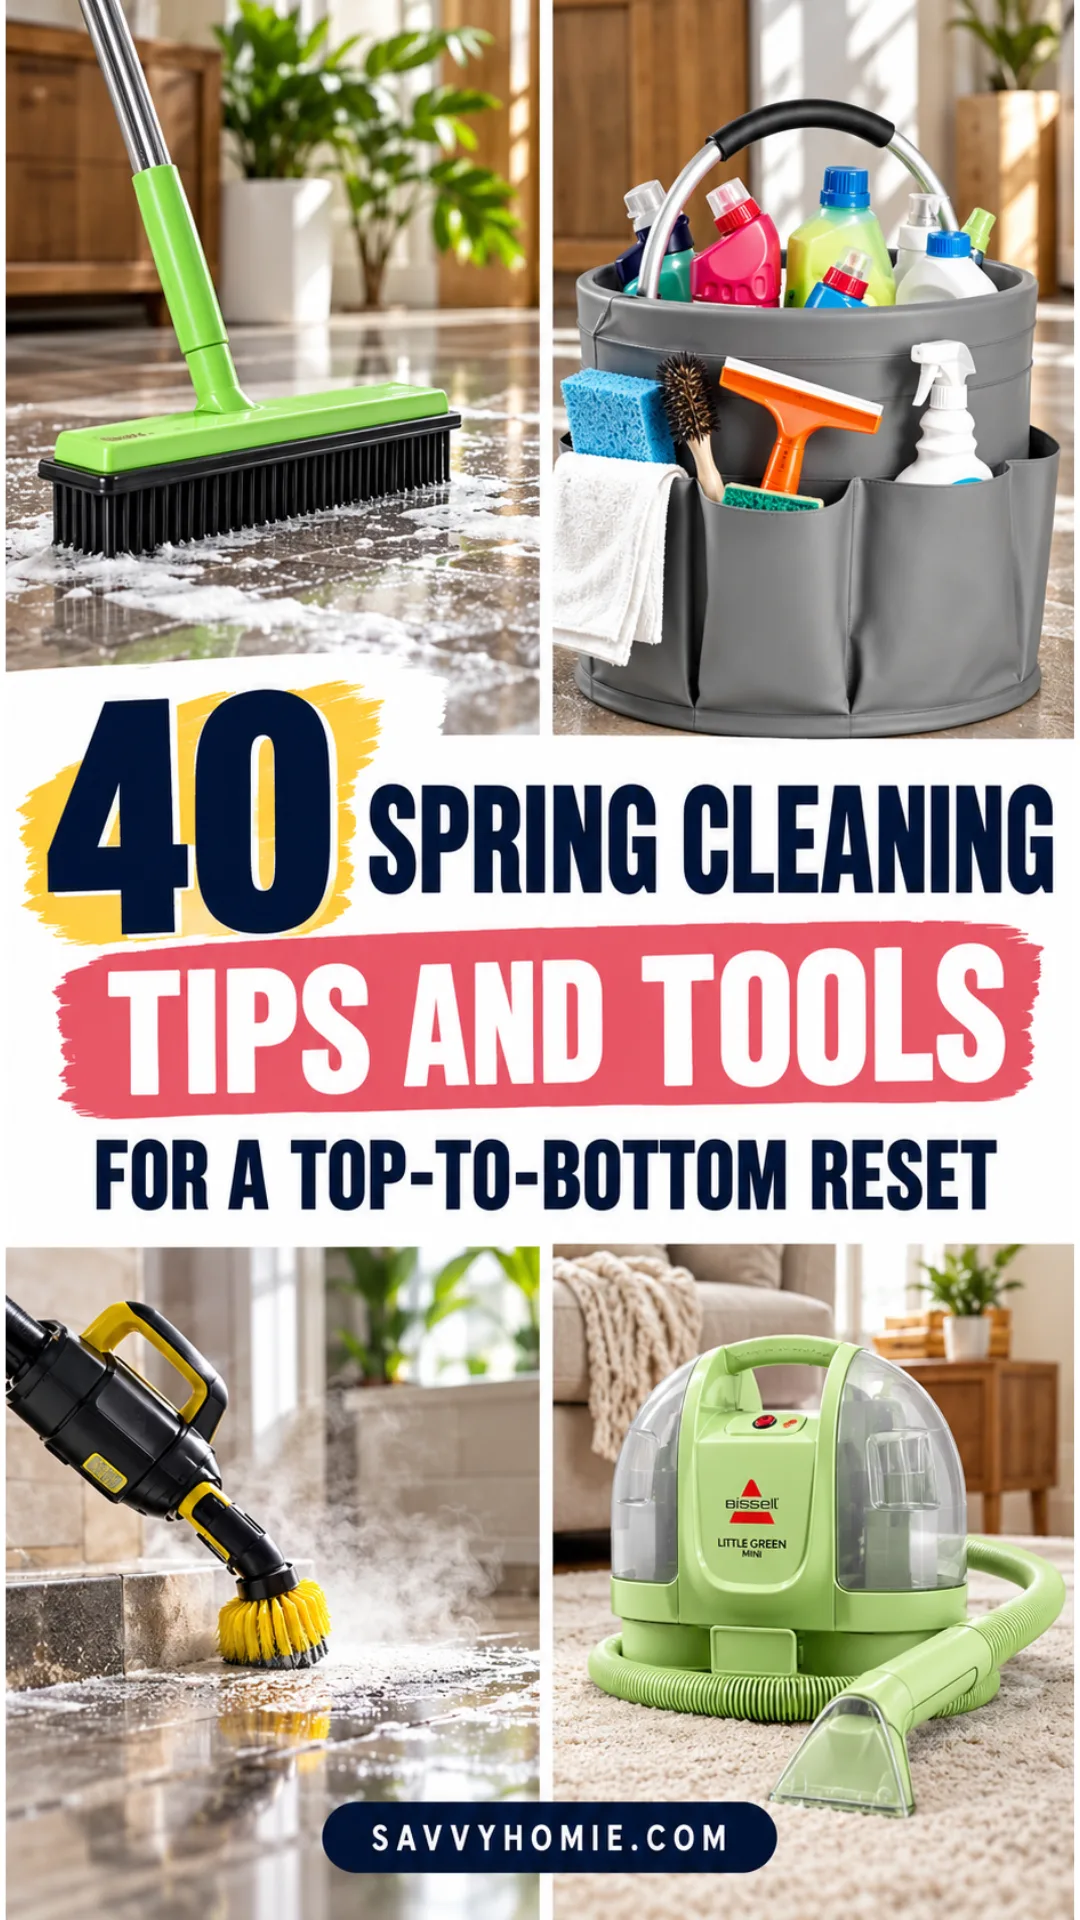 40 SPRING CLEANING
TIPS AND TOOLS
FOR A TOP-TO-BOTTOM RESET
BISSELL
LITTLE GREEN
MINI
SAVVYHOMIE.COM